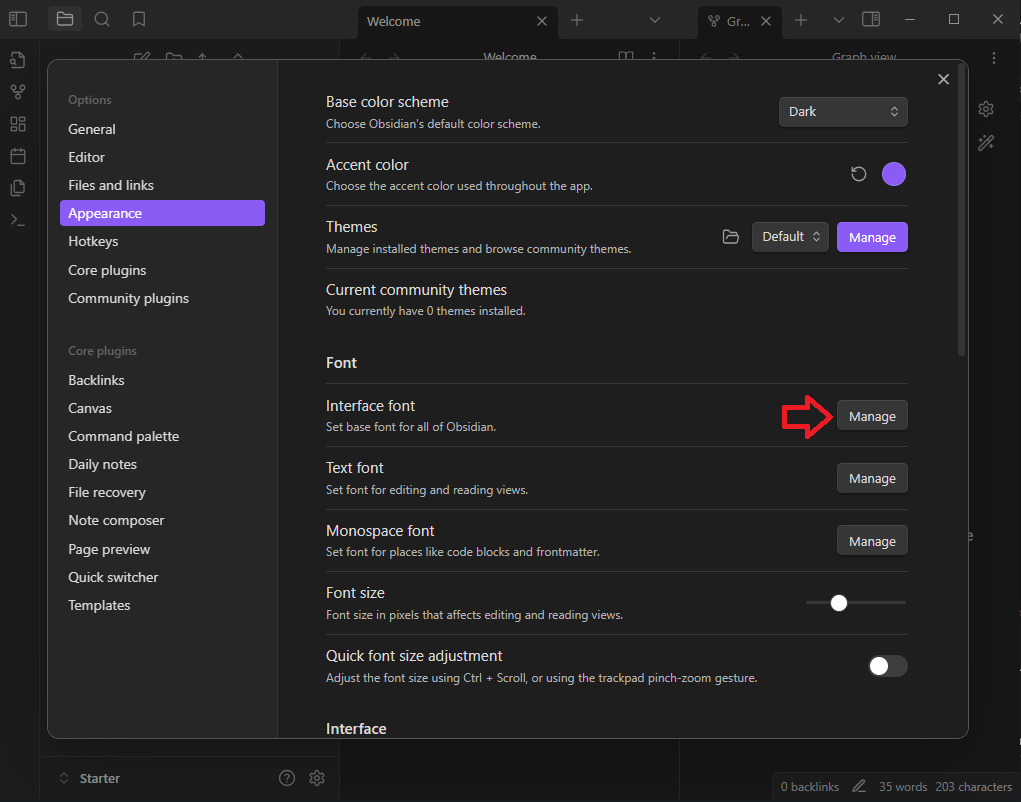 Welcome
Gr...
Welcome
Graph view
Options
General
Editor
Files and links
Appearance
Hotkeys
Core plugins
Community plugins
Core plugins
Backlinks
Canvas
Command palette
Daily notes
File recovery
Note composer
Page preview
Quick switcher
Templates
Base color scheme
Choose Obsidian's default color scheme.
Dark
Accent color
Choose the accent color used throughout the app.
Themes
Manage installed themes and browse community themes.
Default
Manage
Current community themes
You currently have 0 themes installed.
Font
Interface font
Set base font for all of Obsidian.
Manage
Text font
Set font for editing and reading views.
Manage
Monospace font
Set font for places like code blocks and frontmatter.
Manage
Font size
Font size in pixels that affects editing and reading views.
Quick font size adjustment
Adjust the font size using Ctrl + Scroll, or using the trackpad pinch-zoom gesture.
Interface
Starter
0 backlinks
35 words
203 characters